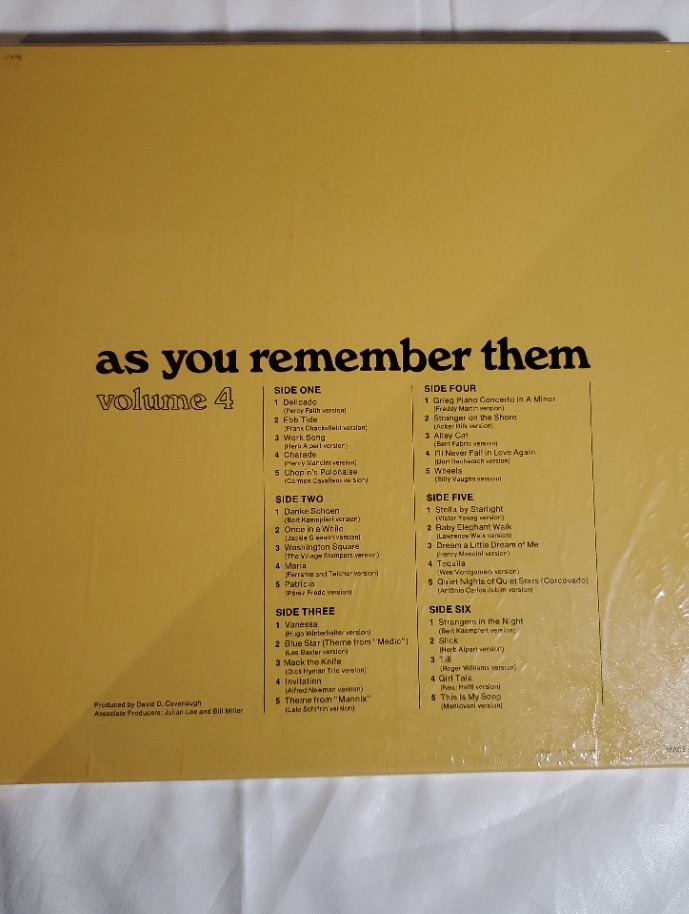 as you remember them
volume 4
SIDE ONE
1 Delicado
(Percy Faith version)
2 Ebb Tide
(Frank Chacksfield version)
3 Work Song
(Herb Alpert version)
4 Charade
(Henry Mancini version)
5 Chopin's Polonaise
(Carmen Cavallaro version)
SIDE TWO
1 Danke Schoen
(Bert Kaempfert version)
2 Once in a While
(Jackie Gleason version)
3 Washington Square
(The Village Stompers version)
4 Maria
(Ferrante and Teicher version)
5 Patricia
(Pérez Prado version)
SIDE THREE
1 Vanessa
(Hugo Winterhalter version)
2 Blue Star (Theme from "Medic")
(Les Baxter version)
3 Mack the Knife
(Dick Hyman Trio version)
4 Invitation
(Alfred Newman version)
5 Theme from "Mannix"
(Lalo Schifrin version)
SIDE FOUR
1 Grieg Piano Concerto in A Minor
(Freddy Martin version)
2 Stranger on the Shore
(Acker Bilk version)
3 Alley Cat
(Bent Fabric version)
4 I'll Never Fall in Love Again
(Burt Bacharach version)
5 Wheels
(Billy Vaughn version)
SIDE FIVE
1 Stella by Starlight
(Victor Young version)
2 Baby Elephant Walk
(Lawrence Welk version)
3 Dream a Little Dream of Me
(Henry Mancini version)
4 Tequila
(Wes Montgomery version)
5 Quiet Nights of Quiet Stars (Corcovado)
(Antônio Carlos Jobim version)
SIDE SIX
1 Strangers in the Night
(Bert Kaempfert version)
2 Slick
(Herb Alpert version)
3 Till
(Roger Williams version)
4 Girl Talk
(Neal Hefti version)
5 This Is My Song
(Mantovani version)
Produced by David D. Cavanaugh
Associate Producers: Julian Lee and Bill Miller
MADE